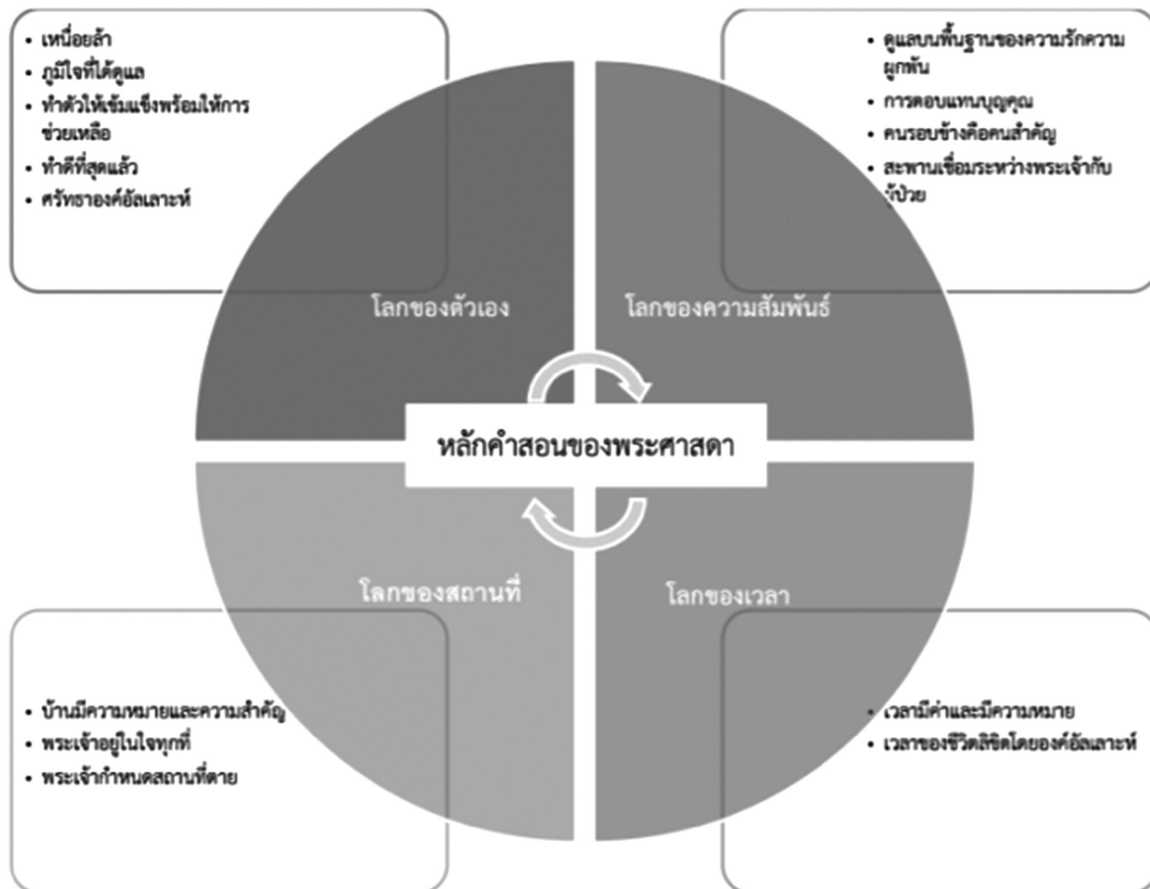 • เหนื่อยล้า
• ภูมิใจที่ได้ดูแล
• ทำตัวให้เข้มแข็งพร้อมให้การ
ช่วยเหลือ
• ทำดีที่สุดแล้ว
• ศรัทธาองค์อัลเลาะห์
• ดูแลบนพื้นฐานของความรักความ
ผูกพัน
• การตอบแทนบุญคุณ
• คนรอบข้างคือคนสำคัญ
• สะพานเชื่อมระหว่างพระเจ้ากับ
ผู้ป่วย
โลกของตัวเอง
โลกของความสัมพันธ์
หลักคำสอนของพระศาสดา
โลกของสถานที่
โลกของเวลา
• บ้านมีความหมายและความสำคัญ
• พระเจ้าอยู่ในใจทุกที่
• พระเจ้ากำหนดสถานที่ตาย
• เวลามีค่าและมีความหมาย
• เวลาของชีวิตลิขิตโดยองค์อัลเลาะห์